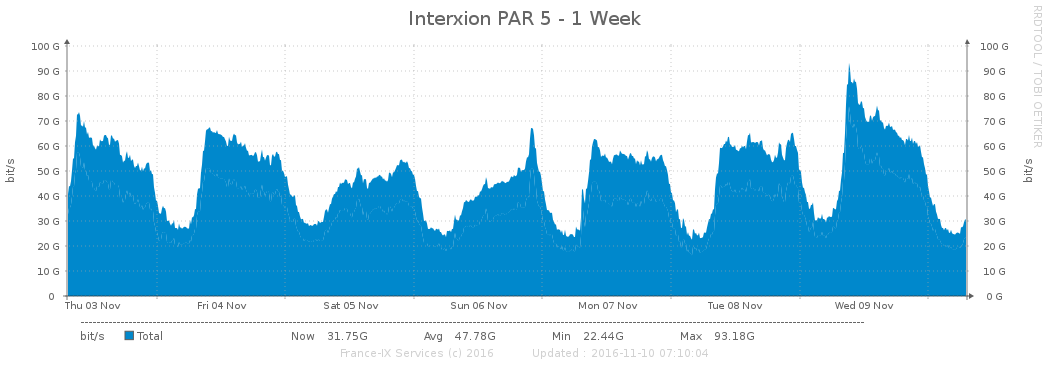 Interxion PAR 5 - 1 Week
RRDTOOL / TOBI OETIKER
100 G 100 G
90 G 90 G
80 G 80 G
70 G 70 G
60 G 60 G
50 G 50 G
40 G 40 G
30 G 30 G
20 G 20 G
10 G 10 G
0 0 G
bit/s bit/s
Thu 03 Nov Fri 04 Nov Sat 05 Nov Sun 06 Nov Mon 07 Nov Tue 08 Nov Wed 09 Nov
bit/s Total Now 31.75G Avg 47.78G Min 22.44G Max 93.18G
France-IX Services (c) 2016 Updated : 2016-11-10 07:10:04